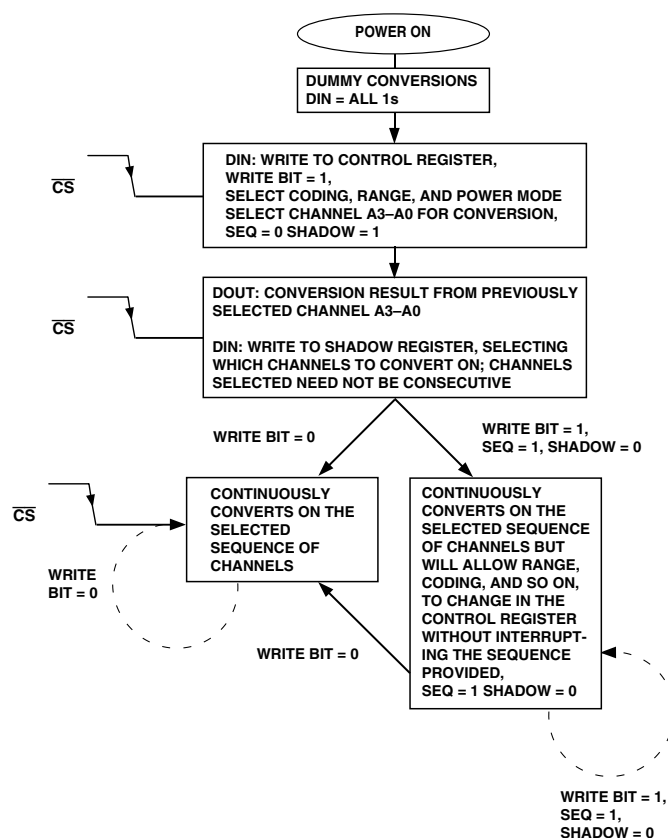 POWER ON
DUMMY CONVERSIONS
DIN = ALL 1s
CS
DIN: WRITE TO CONTROL REGISTER,
WRITE BIT = 1,
SELECT CODING, RANGE, AND POWER MODE
SELECT CHANNEL A3–A0 FOR CONVERSION,
SEQ = 0 SHADOW = 1
CS
DOUT: CONVERSION RESULT FROM PREVIOUSLY
SELECTED CHANNEL A3–A0
DIN: WRITE TO SHADOW REGISTER, SELECTING
WHICH CHANNELS TO CONVERT ON; CHANNELS
SELECTED NEED NOT BE CONSECUTIVE
WRITE BIT = 0
WRITE BIT = 1,
SEQ = 1, SHADOW = 0
CS
CONTINUOUSLY
CONVERTS ON THE
SELECTED
SEQUENCE OF
CHANNELS
CONTINUOUSLY
CONVERTS ON THE
SELECTED SEQUENCE
OF CHANNELS BUT
WILL ALLOW RANGE,
CODING, AND SO ON,
TO CHANGE IN THE
CONTROL REGISTER
WITHOUT INTERRUPT-
ING THE SEQUENCE
PROVIDED,
SEQ = 1 SHADOW = 0
WRITE
BIT = 0
WRITE BIT = 0
WRITE BIT = 1,
SEQ = 1,
SHADOW = 0